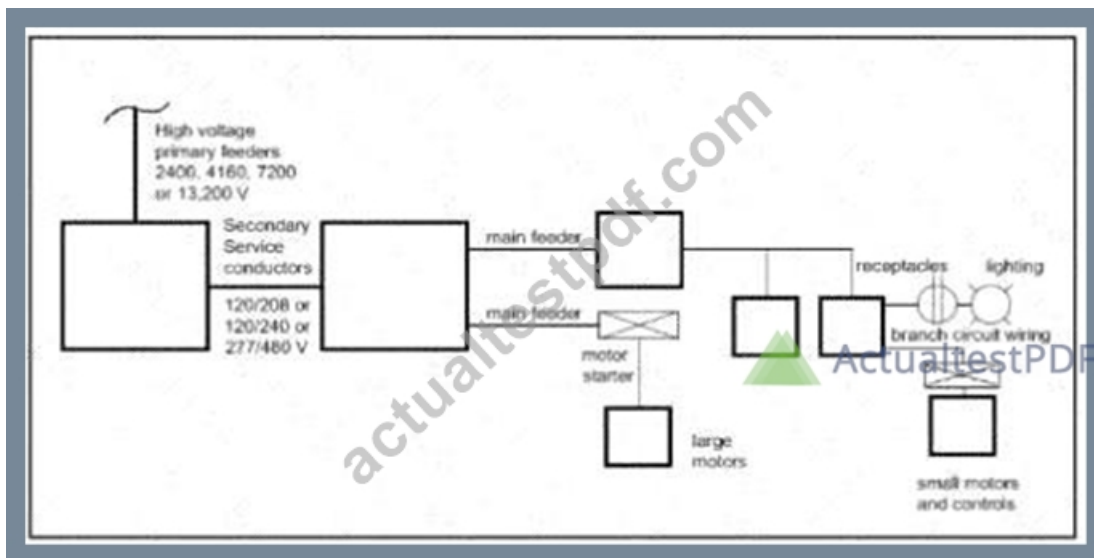 High voltage
primary feeders
2400, 4160, 7200
or 13,200 V
Secondary
Service
conductors
120/208 or
120/240 or
277/480 V
main feeder
main feeder
motor
starter
large
motors
receptacles
lighting
branch circuit wiring
small motors
and controls
actualtestpdf.com
ActualtestPDF